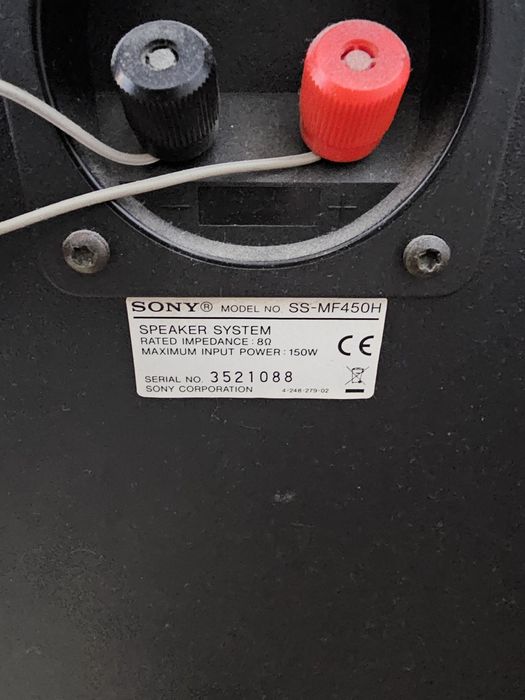 − +
SONY® MODEL NO. SS-MF450H
SPEAKER SYSTEM
RATED IMPEDANCE : 8Ω
MAXIMUM INPUT POWER : 150W
CE
SERIAL NO. 3521088
SONY CORPORATION 4-248-279-02